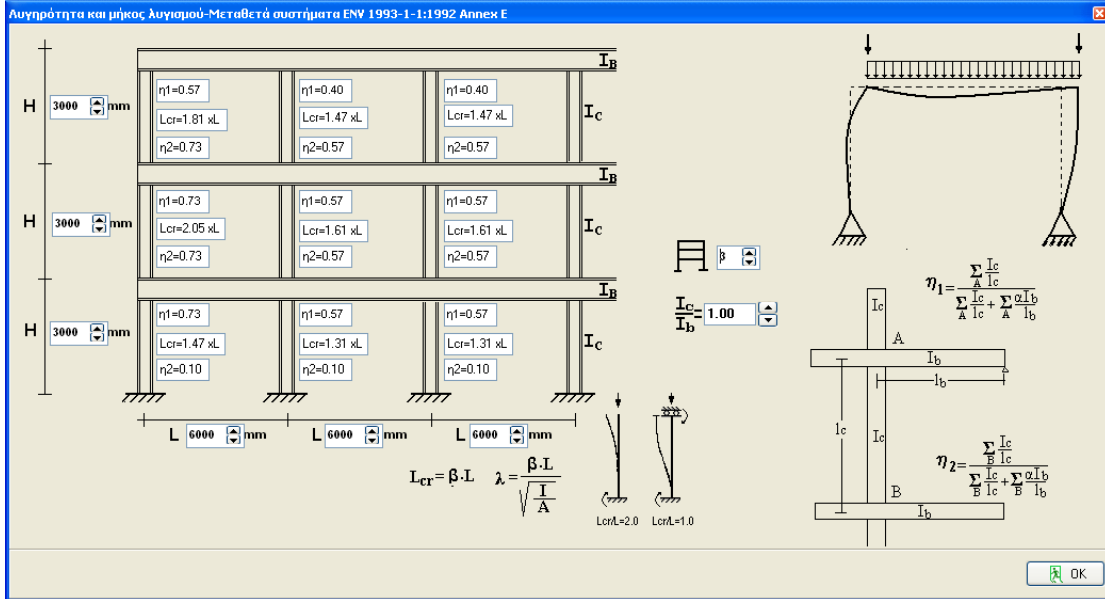 Λυγηρότητα και μήκος λυγισμού-Μεταθετά συστήματα ENV 1993-1-1:1992 Annex E
I_B
H 3000 mm
η1=0.57 η1=0.40 η1=0.40
Lcr=1.81 xL Lcr=1.47 xL Lcr=1.47 xL I_C
η2=0.73 η2=0.57 η2=0.57
I_B
H 3000 mm
η1=0.73 η1=0.57 η1=0.57
Lcr=2.05 xL Lcr=1.61 xL Lcr=1.61 xL I_C
η2=0.73 η2=0.57 η2=0.57
I_B
H 3000 mm
η1=0.73 η1=0.57 η1=0.57
Lcr=1.47 xL Lcr=1.31 xL Lcr=1.31 xL I_C
η2=0.10 η2=0.10 η2=0.10
L 6000 mm L 6000 mm L 6000 mm
L_cr=β·L λ=β·L/√(I/A)
Lcr/L=2.0 Lcr/L=1.0
3
Ic/Ib=1.00
η1=Σ_A Ic/lc / (Σ_A Ic/lc + Σ_A αIb/lb)
Ic
A
Ib
lb
lc
Ic
η2=Σ_B Ic/lc / (Σ_B Ic/lc + Σ_B αIb/lb)
B
Ib
OK